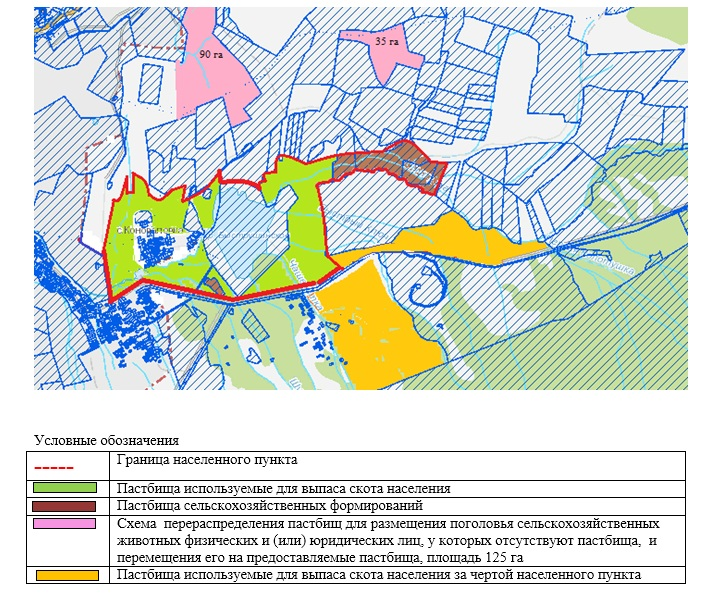 90 га
35 га
Условные обозначения
Граница населенного пункта
Пастбища используемые для выпаса скота населения
Пастбища сельскохозяйственных формирований
Схема перераспределения пастбищ для размещения поголовья сельскохозяйственных
животных физических и (или) юридических лиц, у которых отсутствуют пастбища, и
перемещения его на предоставляемые пастбища, площадь 125 га
Пастбища используемые для выпаса скота населения за чертой населенного пункта